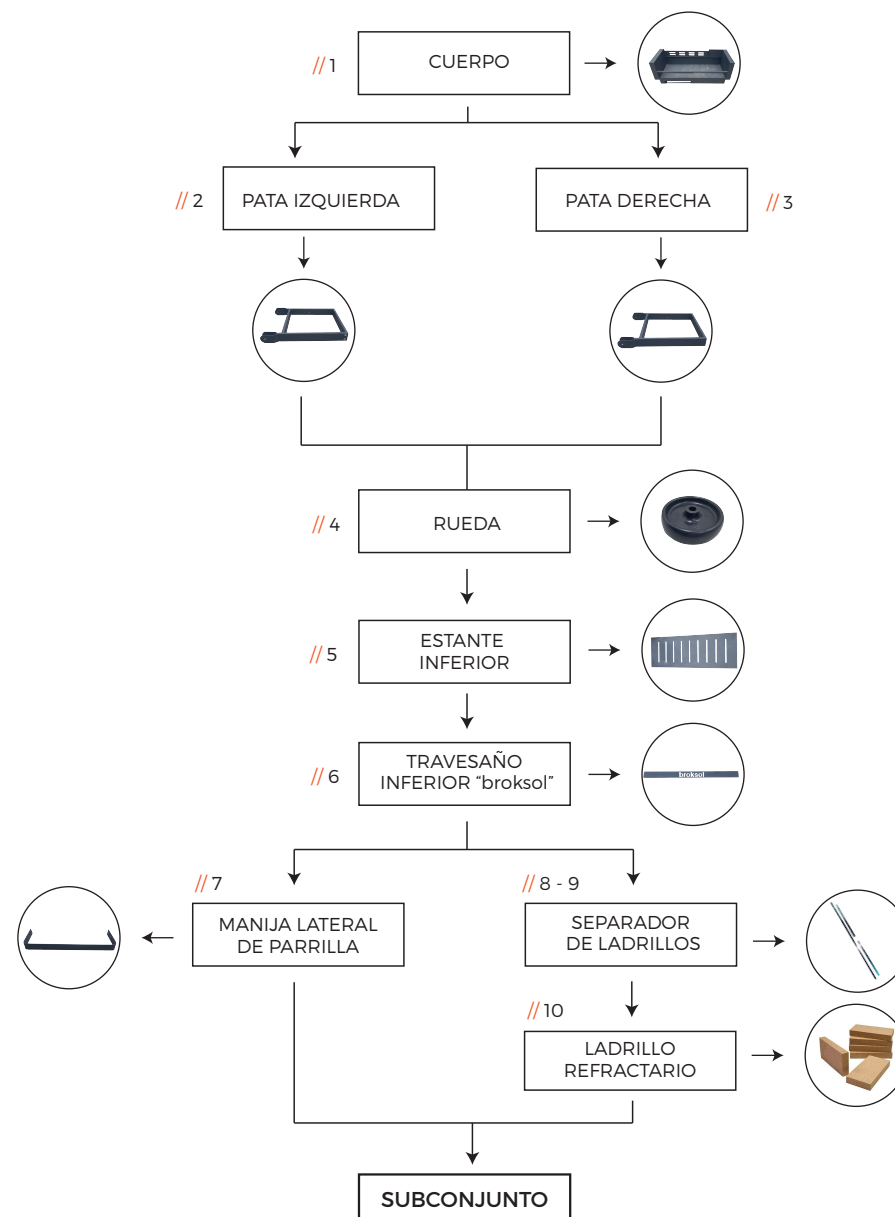 // 1
CUERPO
// 2
PATA IZQUIERDA
PATA DERECHA
// 3
// 4
RUEDA
// 5
ESTANTE
INFERIOR
// 6
TRAVESAÑO
INFERIOR “broksol”
broksol
// 7
MANIJA LATERAL
DE PARRILLA
// 8 - 9
SEPARADOR
DE LADRILLOS
// 10
LADRILLO
REFRACTARIO
SUBCONJUNTO